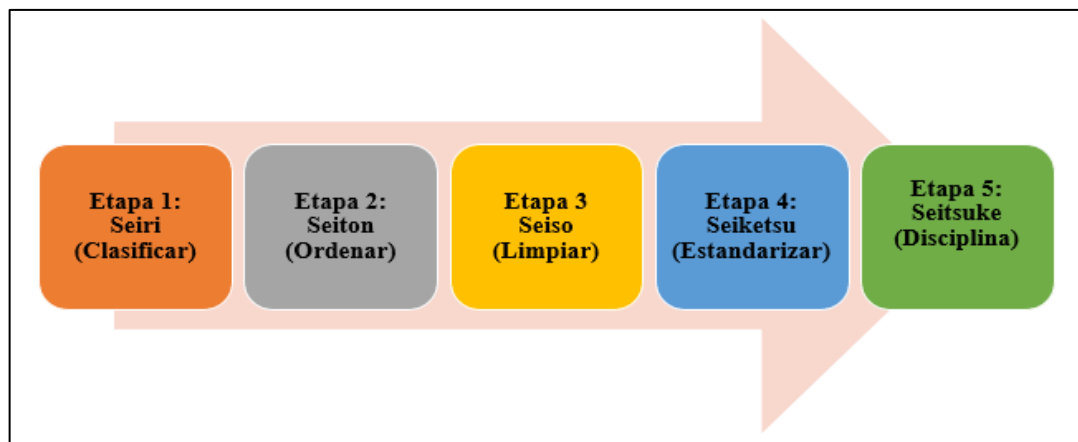 Etapa 1:
Seiri
(Clasificar)
Etapa 2:
Seiton
(Ordenar)
Etapa 3
Seiso
(Limpiar)
Etapa 4:
Seiketsu
(Estandarizar)
Etapa 5:
Seitsuke
(Disciplina)